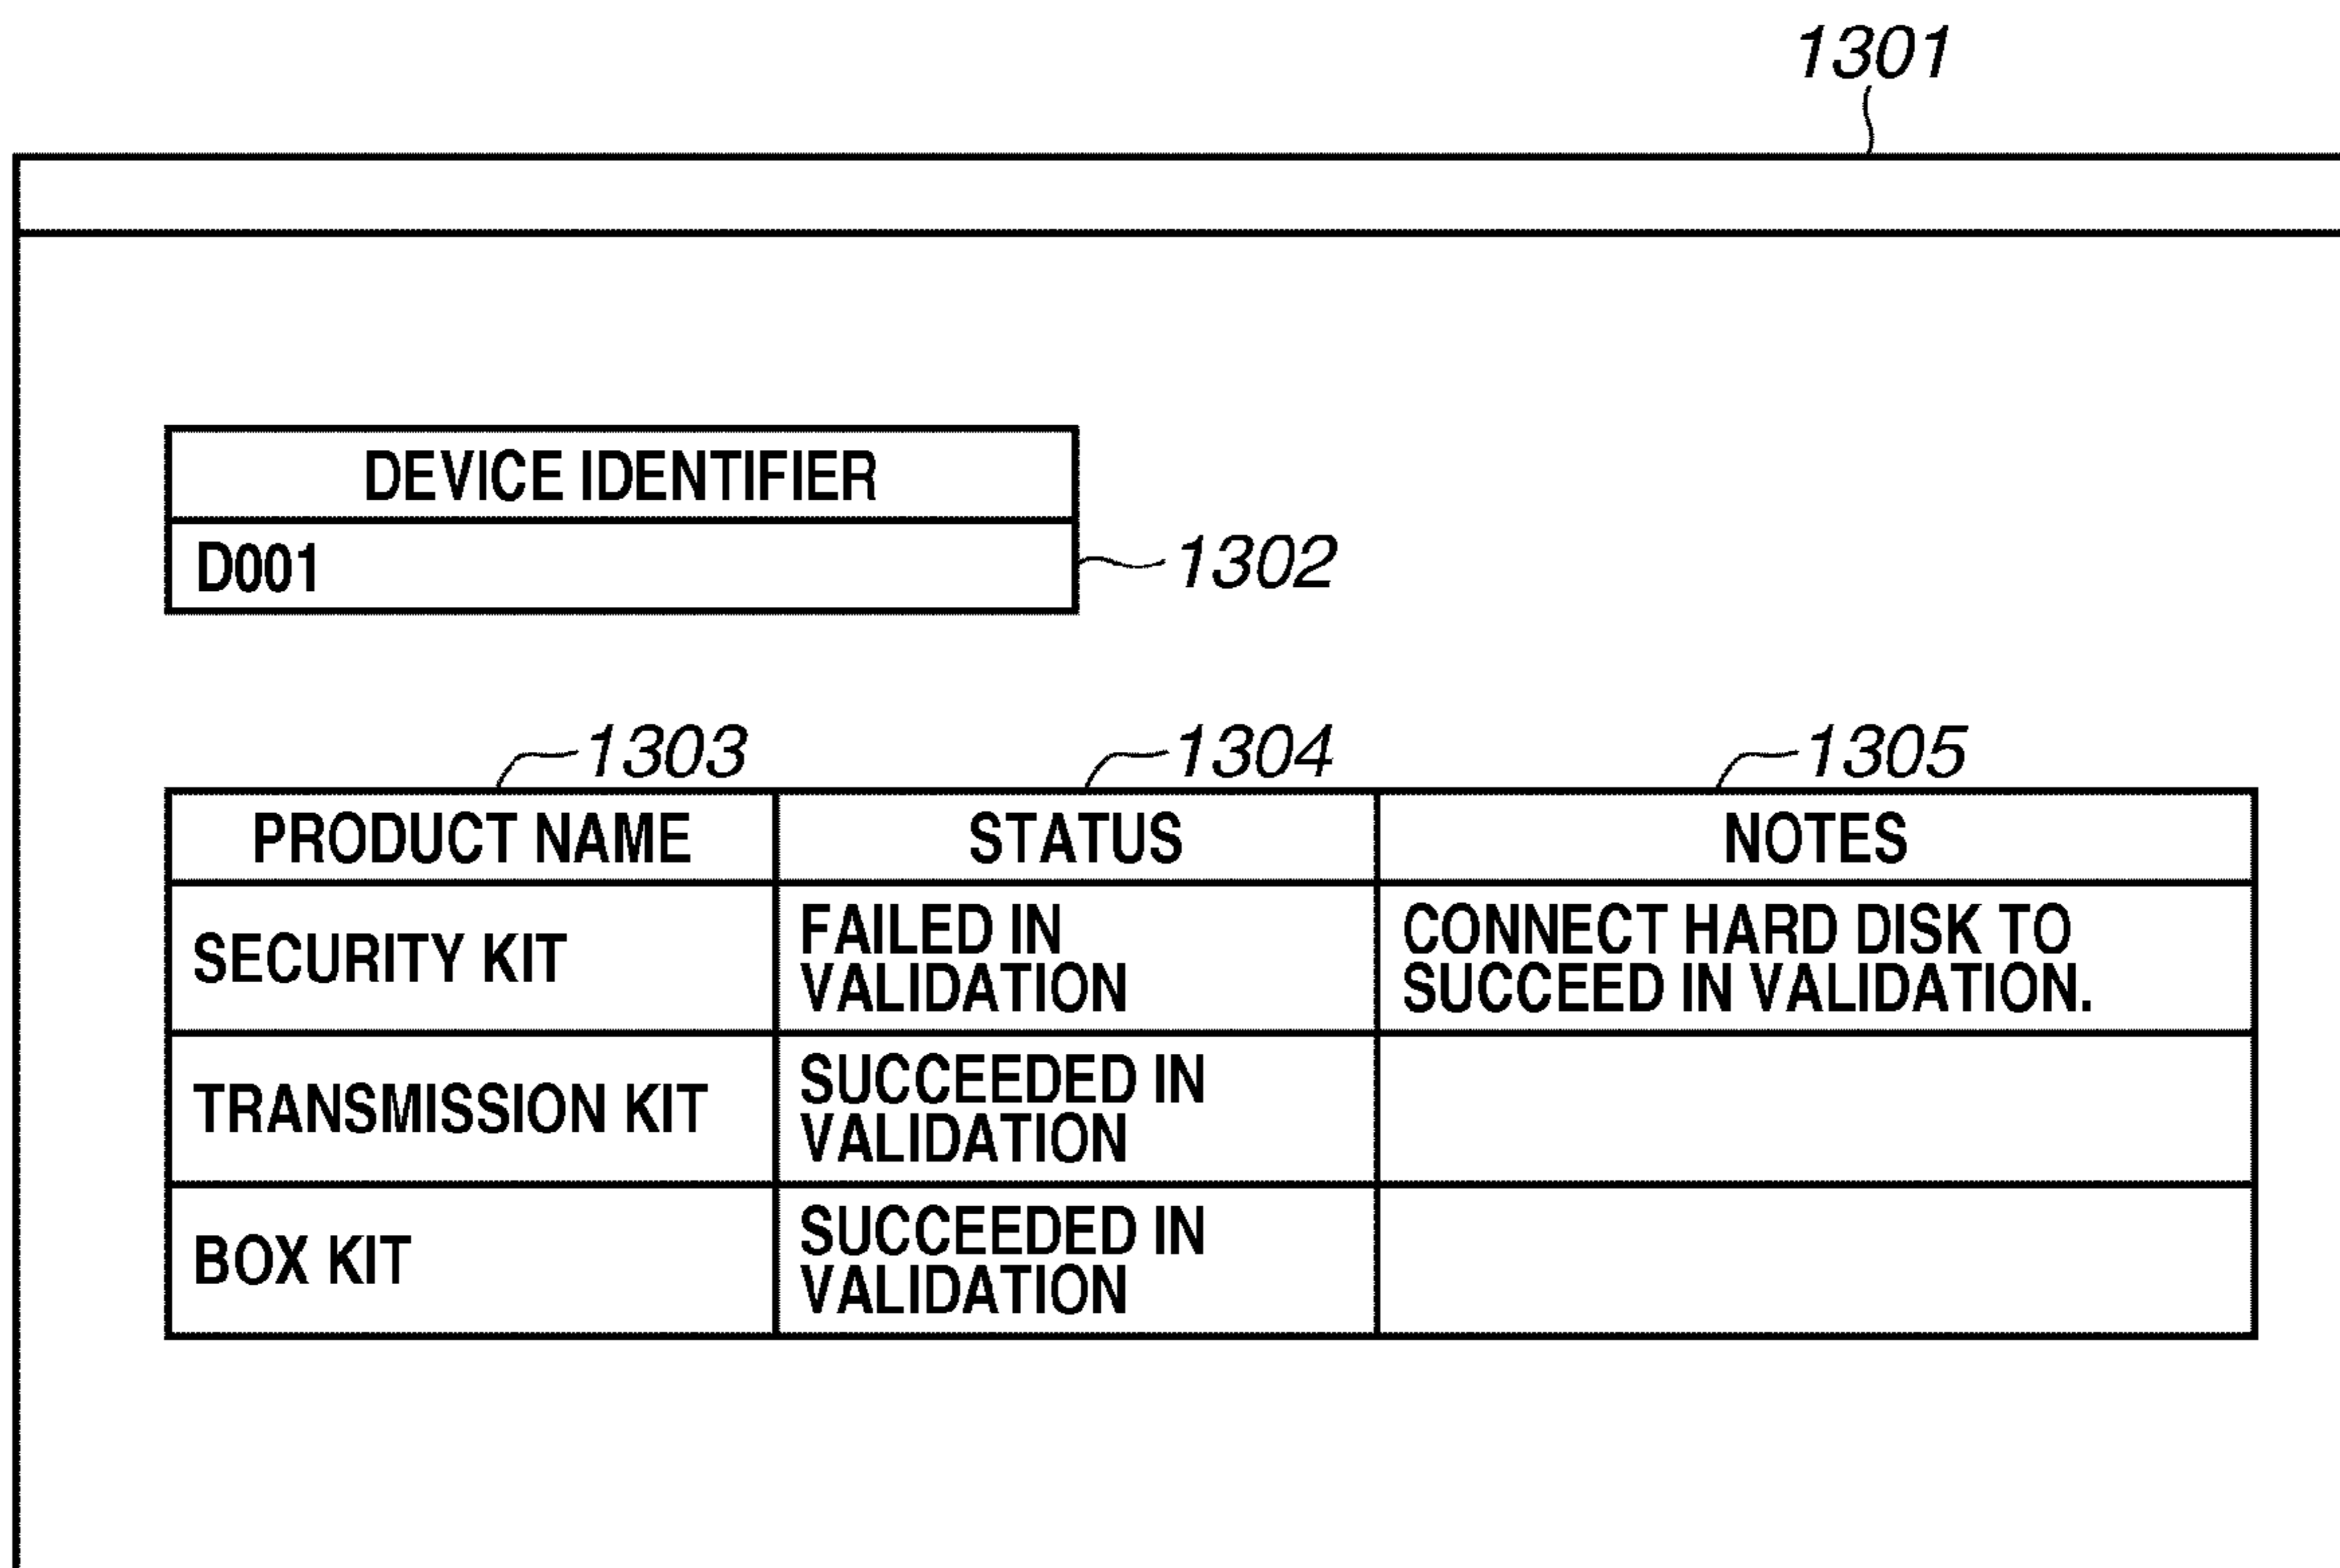 1301
DEVICE IDENTIFIER
D001
1302
1303
1304
1305
PRODUCT NAME
STATUS
NOTES
SECURITY KIT
FAILED IN
VALIDATION
CONNECT HARD DISK TO
SUCCEED IN VALIDATION.
TRANSMISSION KIT
SUCCEEDED IN
VALIDATION
BOX KIT
SUCCEEDED IN
VALIDATION